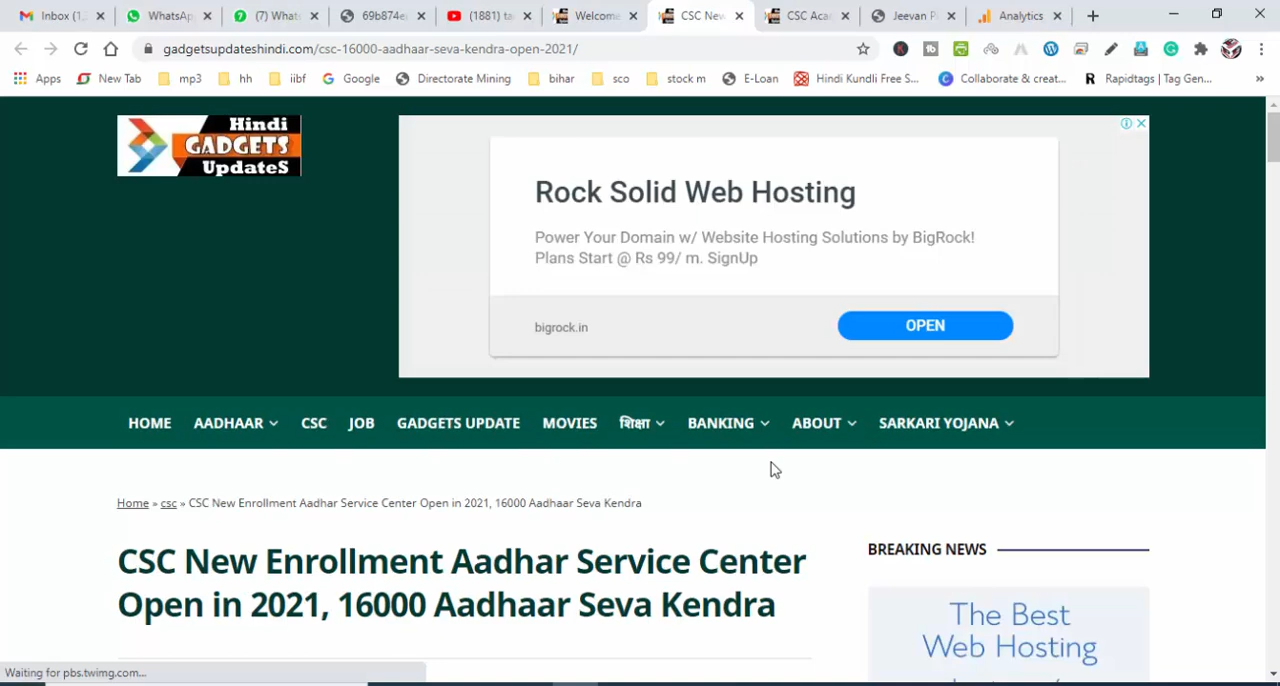 Inbox (1,
WhatsAp
(7) Whats
69b874e
(1881) ta
Welcome
CSC New
CSC Aca
Jeevan P
Analytics
gadgetsupdateshindi.com/csc-16000-aadhaar-seva-kendra-open-2021/
Apps
New Tab
mp3
hh
iibf
Google
Directorate Mining
bihar
sco
stock m
E-Loan
Hindi Kundli Free S...
Collaborate & creat...
Rapidtags | Tag Gen...
»
Hindi
GADGETS
UpdateS
Rock Solid Web Hosting
Power Your Domain w/ Website Hosting Solutions by BigRock!
Plans Start @ Rs 99/ m. SignUp
bigrock.in
OPEN
HOME
AADHAAR
CSC
JOB
GADGETS UPDATE
MOVIES
शिक्षा
BANKING
ABOUT
SARKARI YOJANA
Home » csc » CSC New Enrollment Aadhar Service Center Open in 2021, 16000 Aadhaar Seva Kendra
CSC New Enrollment Aadhar Service Center
Open in 2021, 16000 Aadhaar Seva Kendra
BREAKING NEWS
The Best
Web Hosting
Waiting for pbs.twimg.com...